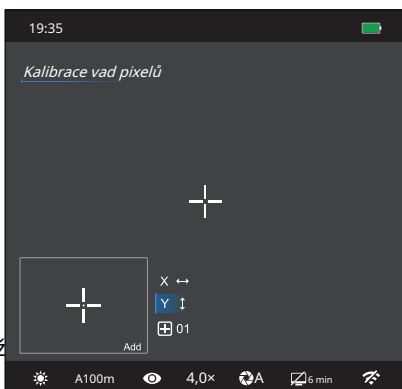 19:35
Kalibrace vad pixelů
X ↔
Y ↕
01
Add
A100m 4,0× A 6 min